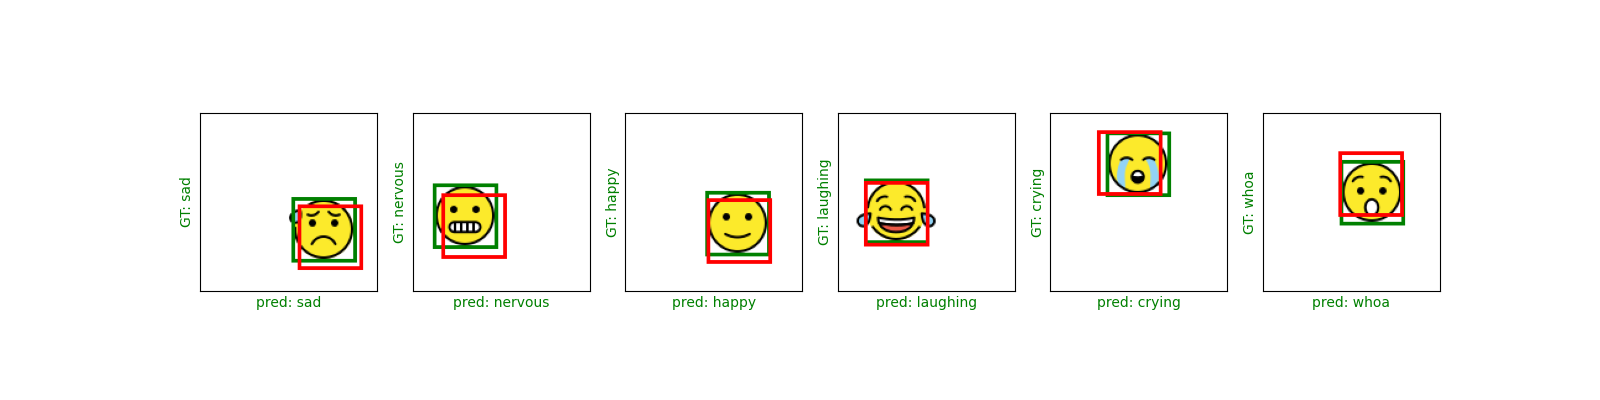 GT: sad
pred: sad
GT: nervous
pred: nervous
GT: happy
pred: happy
GT: laughing
pred: laughing
GT: crying
pred: crying
GT: whoa
pred: whoa